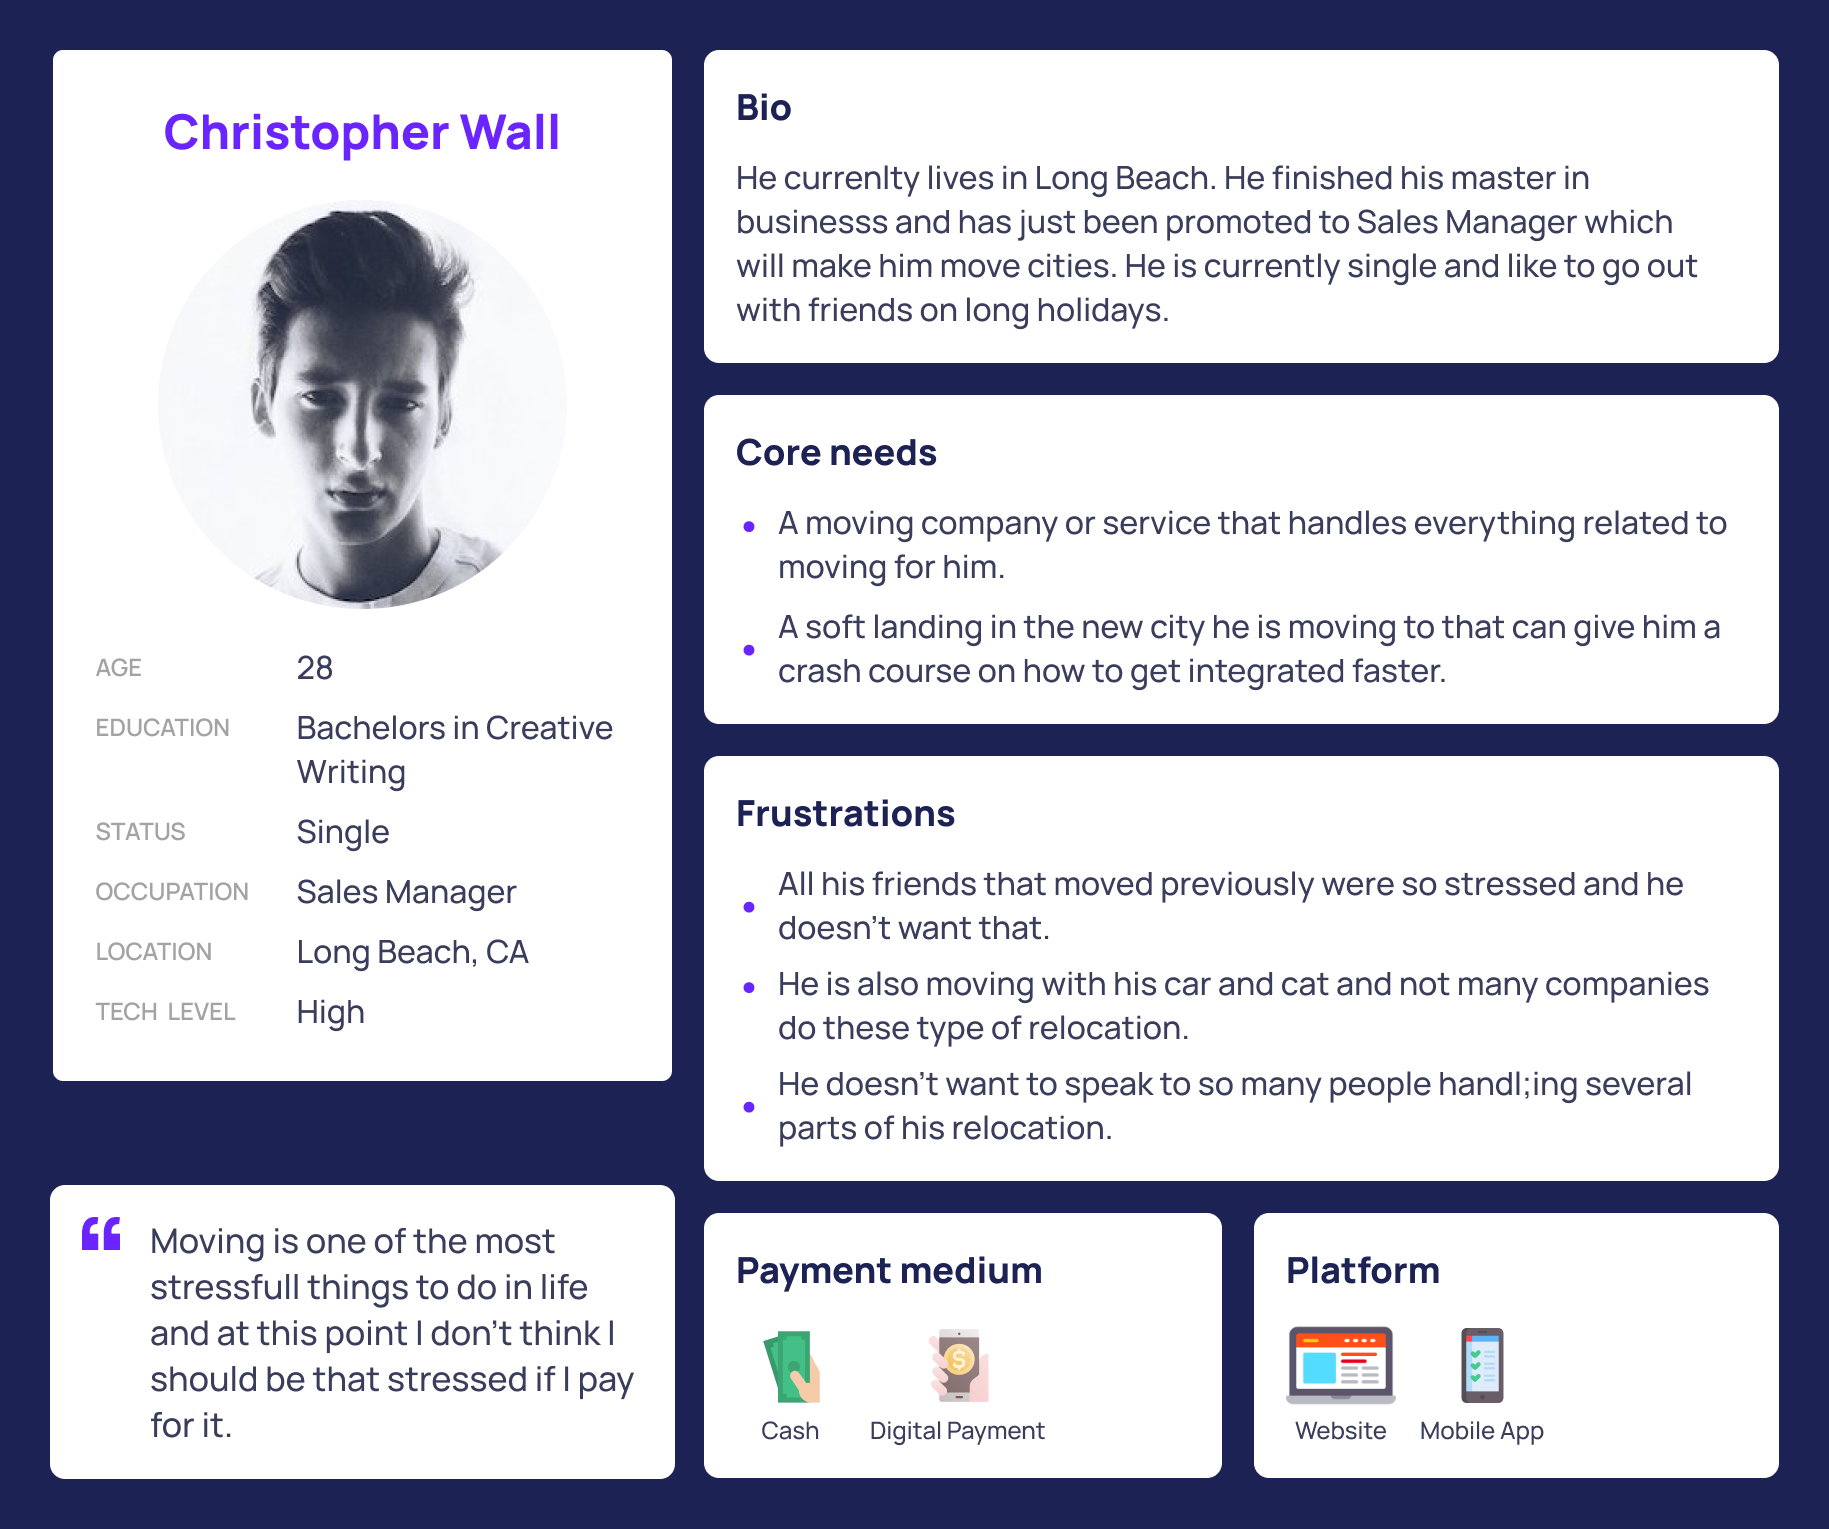 Christopher Wall
AGE 28
EDUCATION Bachelors in Creative
Writing
STATUS Single
OCCUPATION Sales Manager
LOCATION Long Beach, CA
TECH LEVEL High
“ Moving is one of the most
stressfull things to do in life
and at this point I don’t think I
should be that stressed if I pay
for it.
Bio
He currenlty lives in Long Beach. He finished his master in
businesss and has just been promoted to Sales Manager which
will make him move cities. He is currently single and like to go out
with friends on long holidays.
Core needs
• A moving company or service that handles everything related to
moving for him.
• A soft landing in the new city he is moving to that can give him a
crash course on how to get integrated faster.
Frustrations
• All his friends that moved previously were so stressed and he
doesn’t want that.
• He is also moving with his car and cat and not many companies
do these type of relocation.
• He doesn’t want to speak to so many people handl;ing several
parts of his relocation.
Payment medium
$
Cash Digital Payment
Platform
Website Mobile App